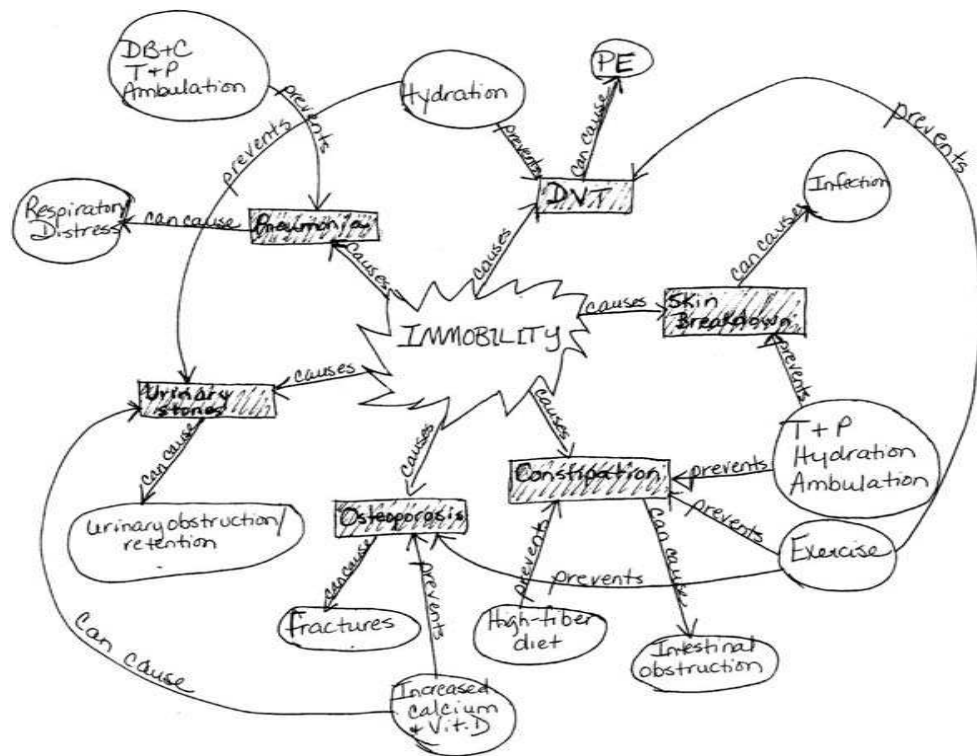 DB+C
T+P
Ambulation
prevents
Hydration
prevents
prevents
PE
can cause
prevents
DVT
Infection
can causes
Respiratory
Distress
can cause
Pneumonia
causes
causes
causes
Skin
Breakdown
IMMOBILITY
causes
Urinary
stones
causes
causes
prevents
T+P
Hydration
Ambulation
prevents
Constipation
can cause
Osteoporosis
prevents
Exercise
Urinary obstruction/
retention
can cause
prevents
prevents
can cause
prevents
Fractures
High-fiber
diet
Intestinal
obstruction
can cause
Increased
calcium
+ Vit. D